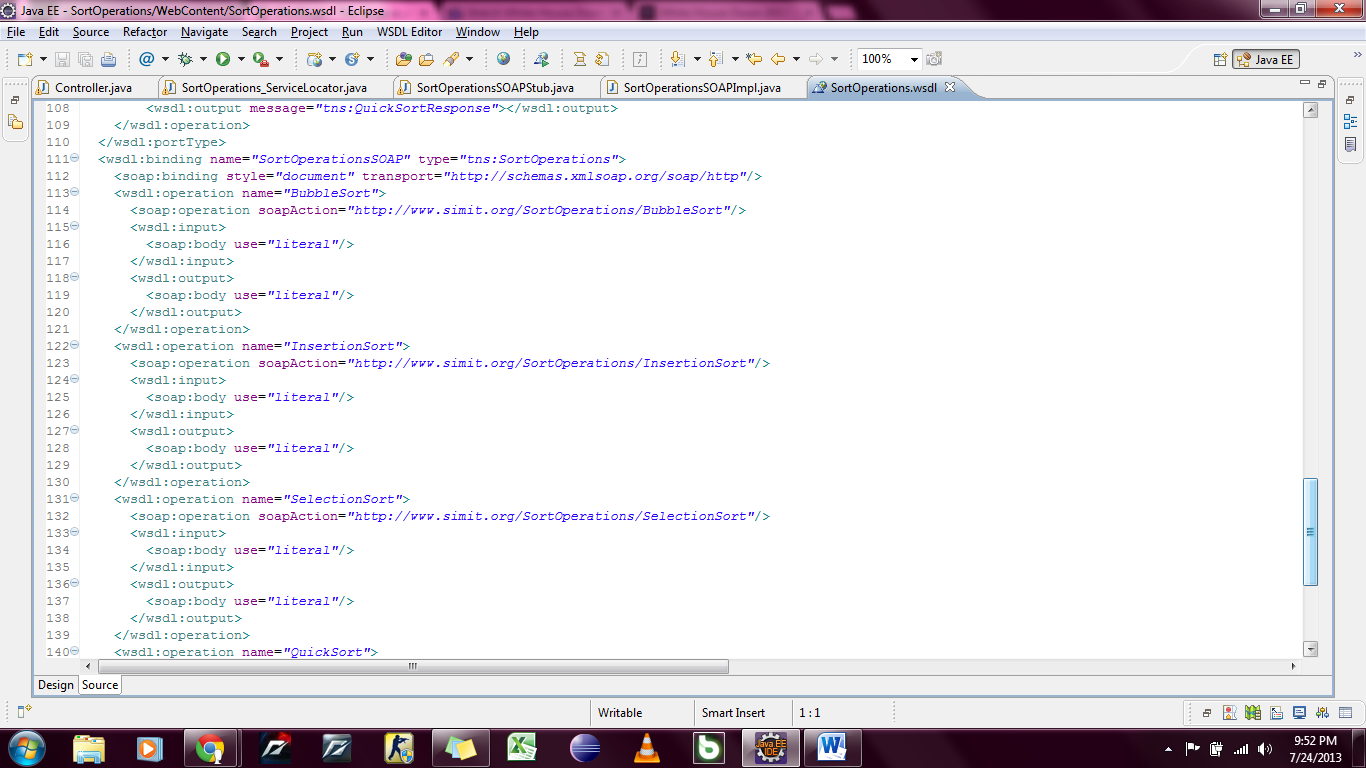 Java EE - SortOperations/WebContent/SortOperations.wsdl - Eclipse
File Edit Source Refactor Navigate Search Project Run WSDL Editor Window Help
100% Java EE
Controller.java SortOperations_ServiceLocator.java SortOperationsSOAPStub.java SortOperationsSOAPImpl.java SortOperations.wsdl
108 <wsdl:output message="tns:QuickSortResponse"></wsdl:output>
109 </wsdl:operation>
110 </wsdl:portType>
111 <wsdl:binding name="SortOperationsSOAP" type="tns:SortOperations">
112 <soap:binding style="document" transport="http://schemas.xmlsoap.org/soap/http"/>
113 <wsdl:operation name="BubbleSort">
114 <soap:operation soapAction="http://www.simit.org/SortOperations/BubbleSort"/>
115 <wsdl:input>
116 <soap:body use="literal"/>
117 </wsdl:input>
118 <wsdl:output>
119 <soap:body use="literal"/>
120 </wsdl:output>
121 </wsdl:operation>
122 <wsdl:operation name="InsertionSort">
123 <soap:operation soapAction="http://www.simit.org/SortOperations/InsertionSort"/>
124 <wsdl:input>
125 <soap:body use="literal"/>
126 </wsdl:input>
127 <wsdl:output>
128 <soap:body use="literal"/>
129 </wsdl:output>
130 </wsdl:operation>
131 <wsdl:operation name="SelectionSort">
132 <soap:operation soapAction="http://www.simit.org/SortOperations/SelectionSort"/>
133 <wsdl:input>
134 <soap:body use="literal"/>
135 </wsdl:input>
136 <wsdl:output>
137 <soap:body use="literal"/>
138 </wsdl:output>
139 </wsdl:operation>
140 <wsdl:operation name="QuickSort">
Design Source
Writable Smart Insert 1 : 1
Java EE IDE
9:52 PM
7/24/2013